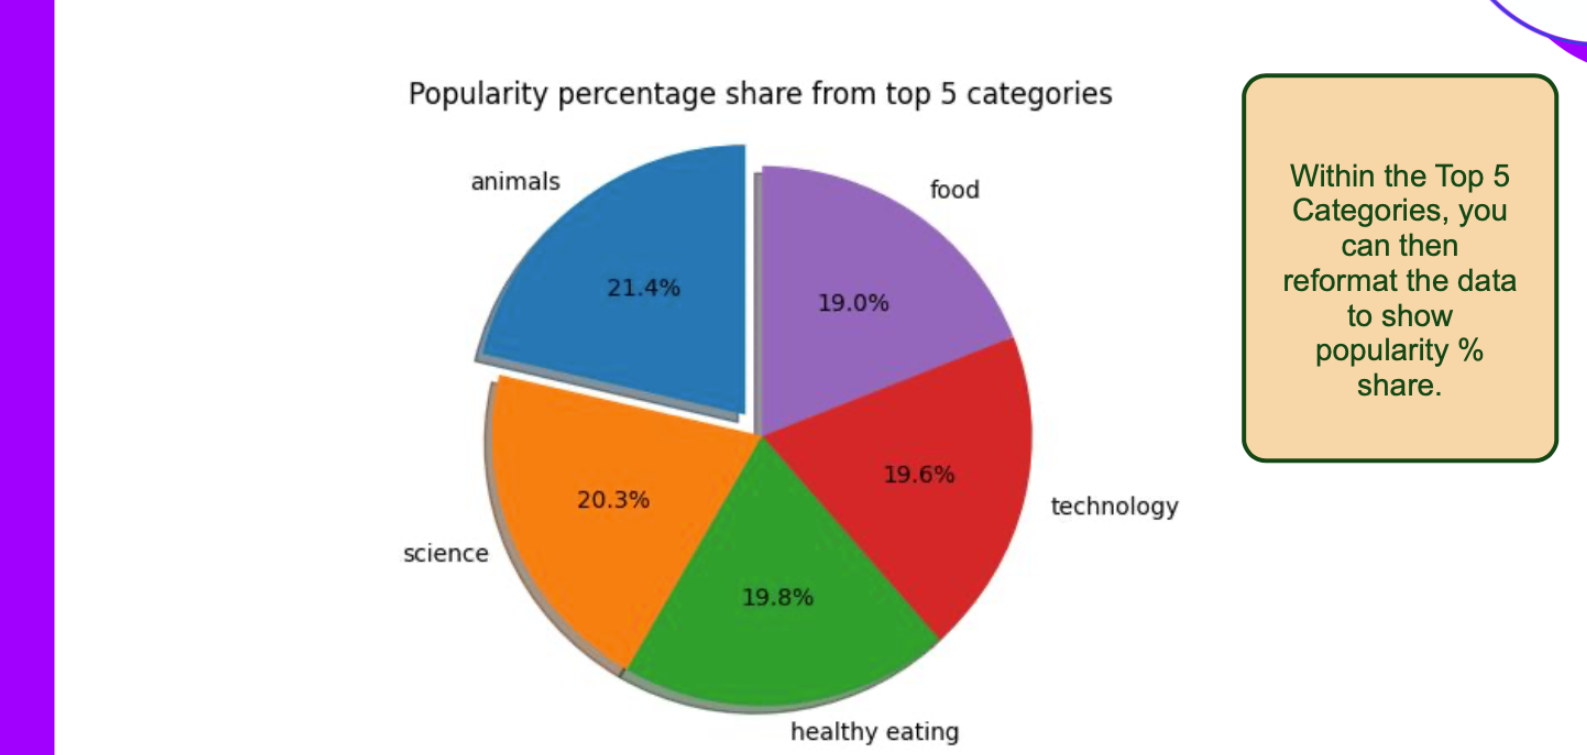 Popularity percentage share from top 5 categories
animals
food
21.4%
19.0%
19.6%
20.3%
technology
science
19.8%
healthy eating
Within the Top 5
Categories, you
can then
reformat the data
to show
popularity %
share.